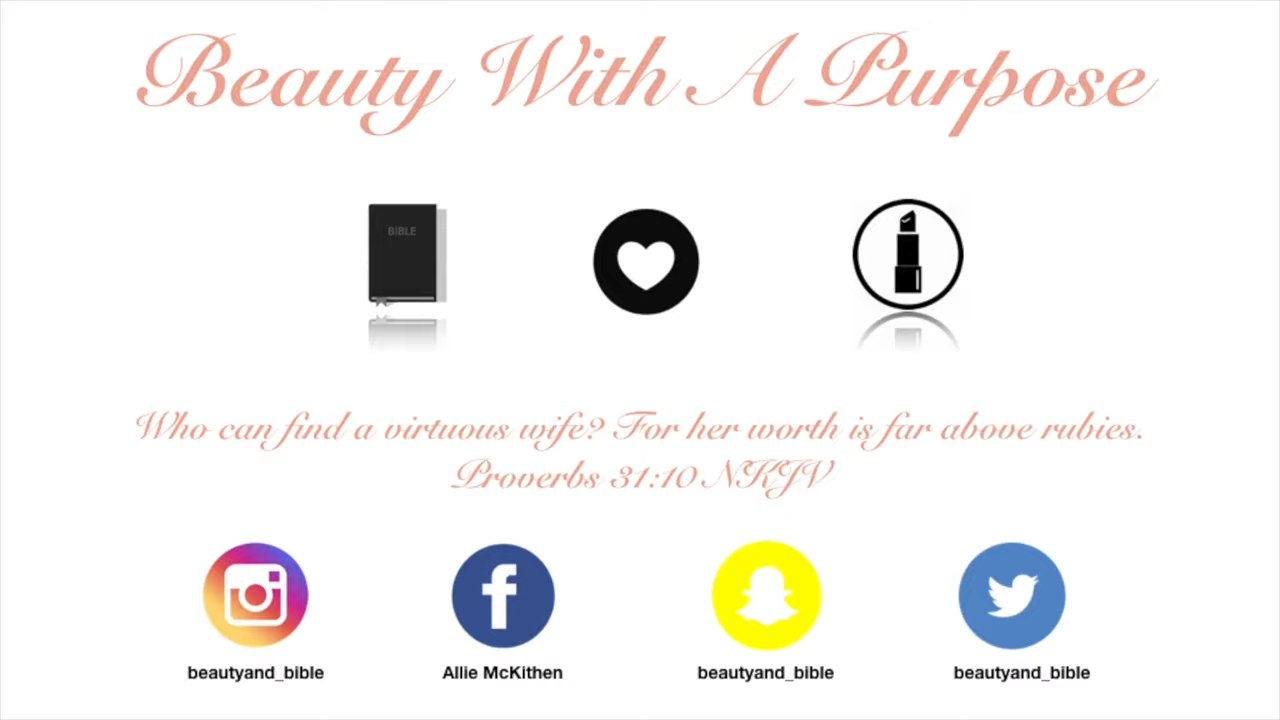 Beauty With A Purpose
BIBLE
Who can find a virtuous wife? For her worth is far above rubies.
Proverbs 31:10 NKJV
beautyand_bible
Allie McKithen
beautyand_bible
beautyand_bible